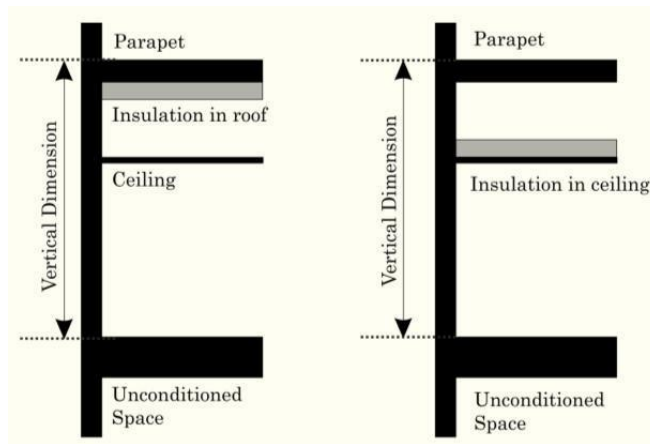 Parapet
Insulation in roof
Ceiling
Vertical Dimension
Unconditioned
Space
Parapet
Insulation in ceiling
Vertical Dimension
Unconditioned
Space